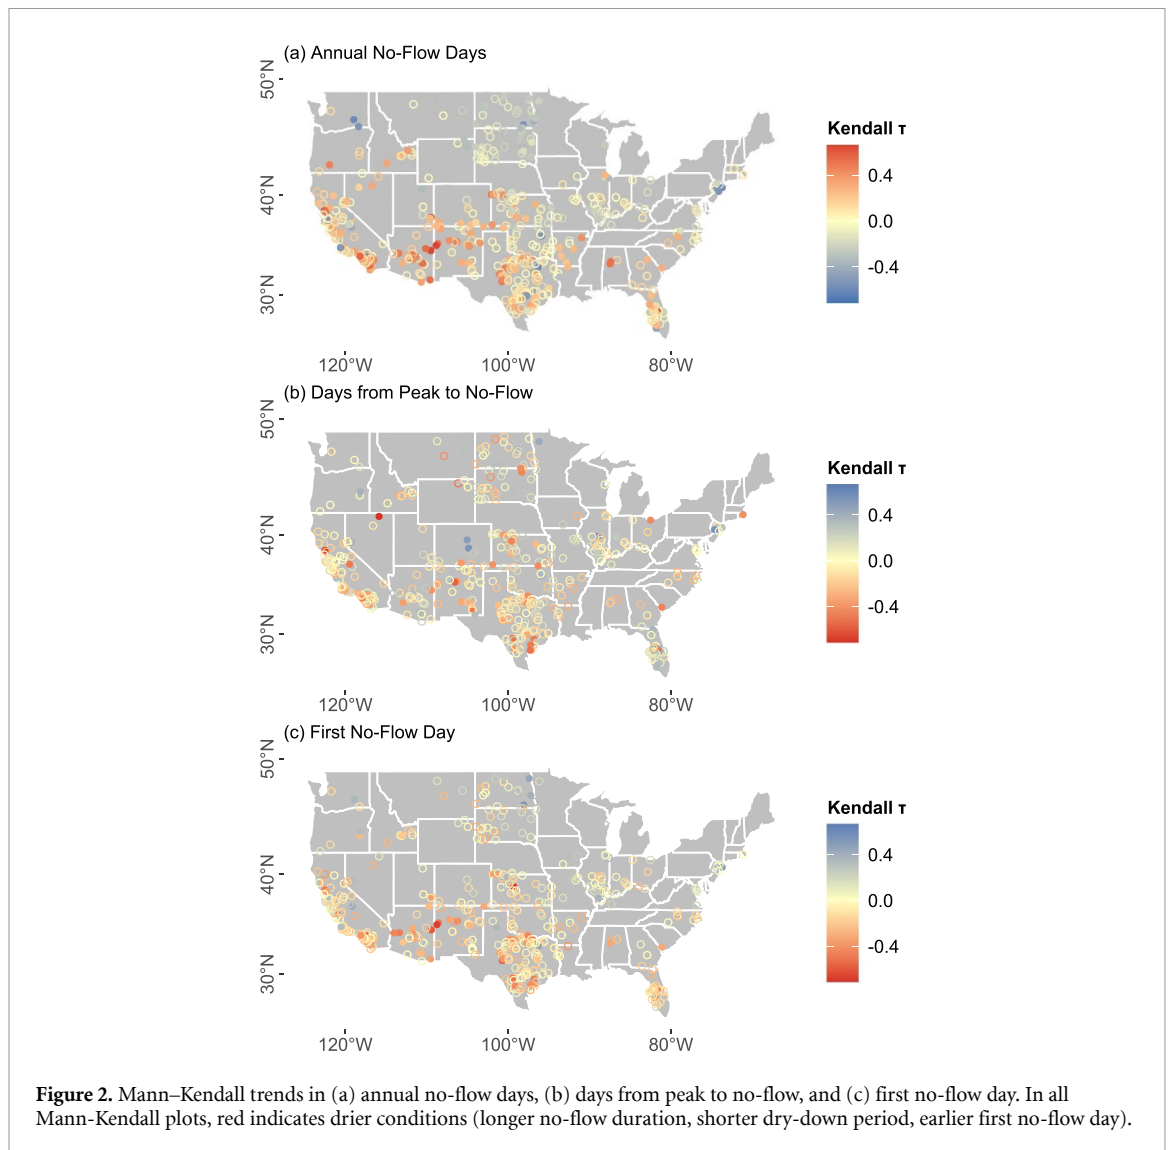 (a) Annual No-Flow Days
50°N
40°N
30°N
120°W
100°W
80°W
Kendall τ
0.4
0.0
-0.4
(b) Days from Peak to No-Flow
50°N
40°N
30°N
120°W
100°W
80°W
Kendall τ
0.4
0.0
-0.4
(c) First No-Flow Day
50°N
40°N
30°N
120°W
100°W
80°W
Kendall τ
0.4
0.0
-0.4
Figure 2. Mann–Kendall trends in (a) annual no-flow days, (b) days from peak to no-flow, and (c) first no-flow day. In all
Mann-Kendall plots, red indicates drier conditions (longer no-flow duration, shorter dry-down period, earlier first no-flow day).